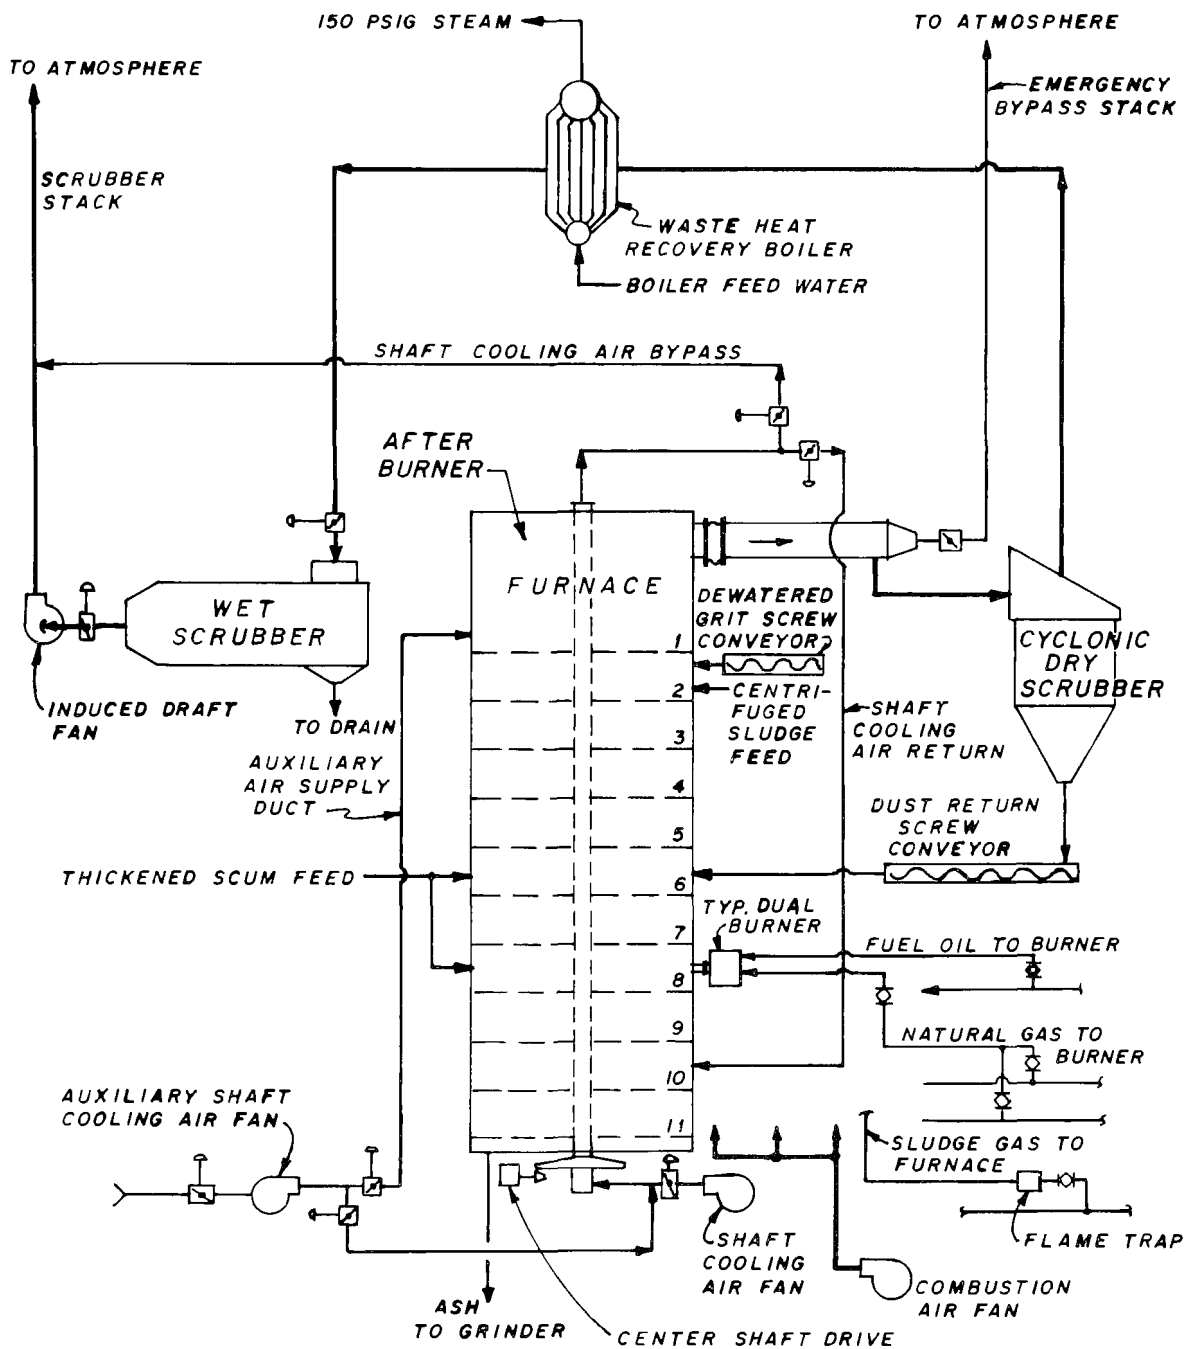 150 PSIG STEAM
TO ATMOSPHERE
TO ATMOSPHERE
EMERGENCY
BYPASS STACK
SCRUBBER
STACK
WASTE HEAT
RECOVERY BOILER
BOILER FEED WATER
SHAFT COOLING AIR BYPASS
AFTER
BURNER
FURNACE
WET
SCRUBBER
DEWATERED
GRIT SCREW
CONVEYOR
CYCLONIC
DRY
SCRUBBER
1
2
3
4
5
6
7
8
9
10
11
CENTRI-
FUGED
SLUDGE
FEED
SHAFT
COOLING
AIR RETURN
INDUCED DRAFT
FAN
TO DRAIN
AUXILIARY
AIR SUPPLY
DUCT
DUST RETURN
SCREW
CONVEYOR
THICKENED SCUM FEED
TYP. DUAL
BURNER
FUEL OIL TO BURNER
NATURAL GAS TO
BURNER
AUXILIARY SHAFT
COOLING AIR FAN
SLUDGE GAS TO
FURNACE
FLAME TRAP
SHAFT
COOLING
AIR FAN
COMBUSTION
AIR FAN
ASH
TO GRINDER
CENTER SHAFT DRIVE